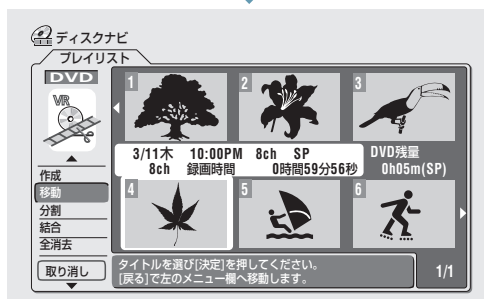 ディスクナビ
プレイリスト
DVD
VR
1
2
3
3/11木 10:00PM 8ch SP
8ch 録画時間 0時間59分56秒
DVD残量
0h05m(SP)
作成
移動
分割
結合
全消去
取り消し
4
5
6
タイトルを選び[決定]を押してください。
[戻る]で左のメニュー欄へ移動します。
1/1